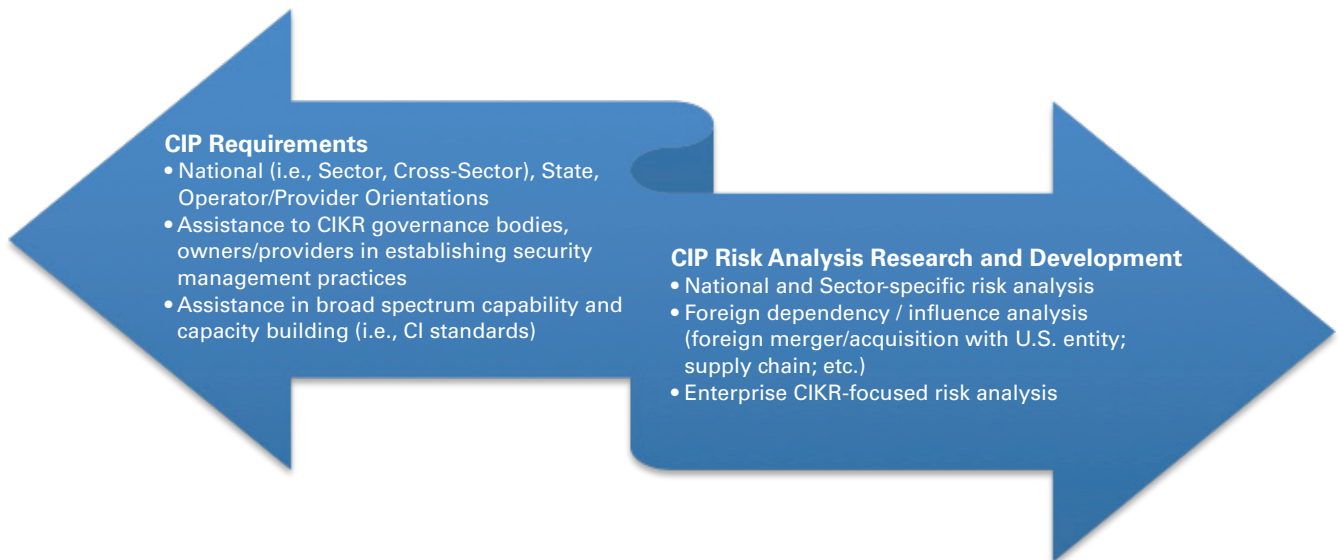 CIP Requirements
• National (i.e., Sector, Cross-Sector), State,
Operator/Provider Orientations
• Assistance to CIKR governance bodies,
owners/providers in establishing security
management practices
• Assistance in broad spectrum capability and
capacity building (i.e., CI standards)
CIP Risk Analysis Research and Development
• National and Sector-specific risk analysis
• Foreign dependency / influence analysis
(foreign merger/acquisition with U.S. entity;
supply chain; etc.)
• Enterprise CIKR-focused risk analysis